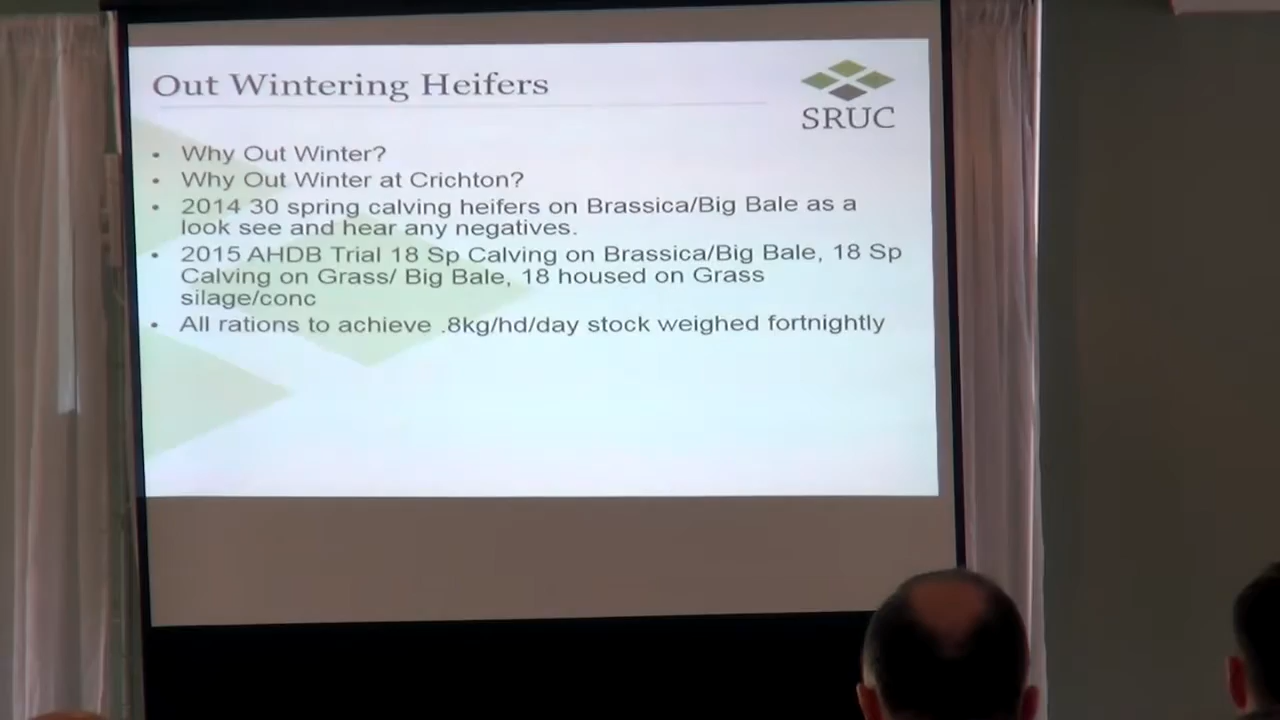 Out Wintering Heifers
SRUC
• Why Out Winter?
• Why Out Winter at Crichton?
• 2014 30 spring calving heifers on Brassica/Big Bale as a
look see and hear any negatives.
• 2015 AHDB Trial 18 Sp Calving on Brassica/Big Bale, 18 Sp
Calving on Grass/ Big Bale, 18 housed on Grass
silage/conc
• All rations to achieve .8kg/hd/day stock weighed fortnightly